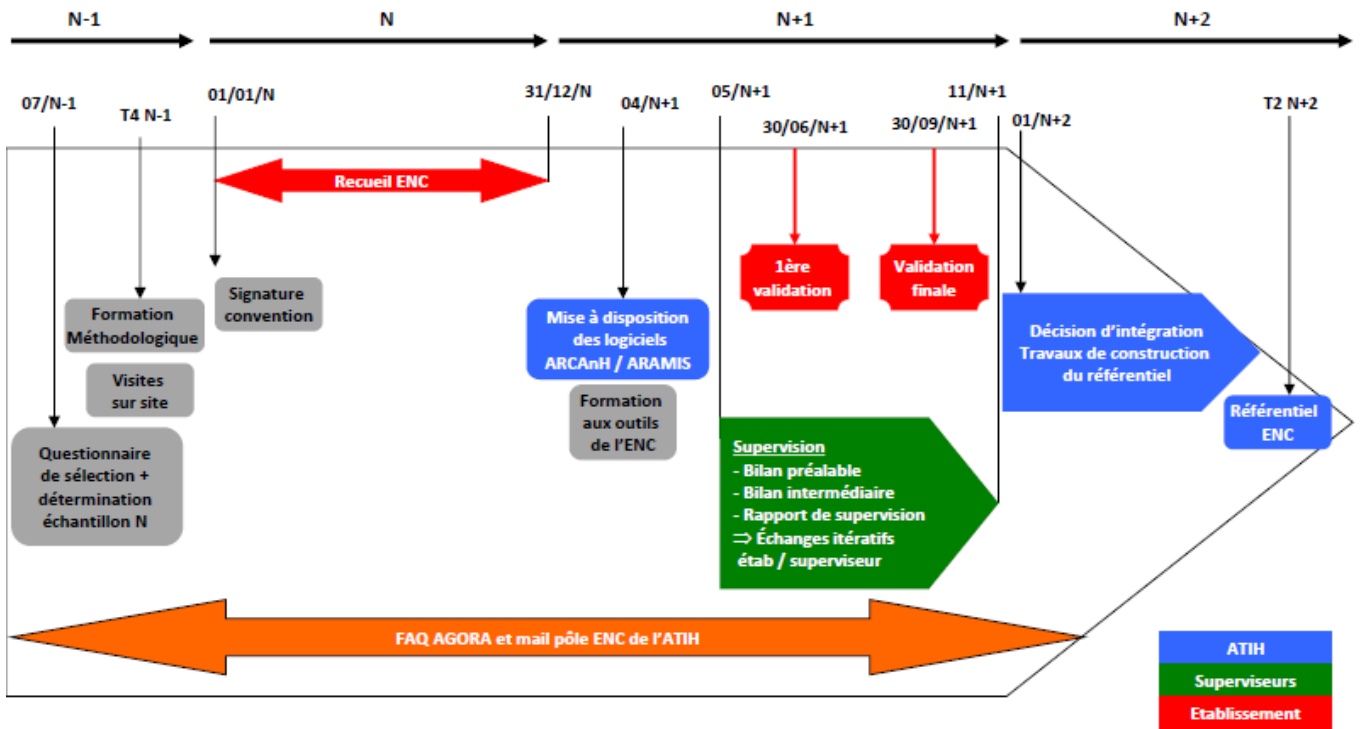 N-1
N
N+1
N+2
07/N-1
T4 N-1
01/01/N
31/12/N
04/N+1
05/N+1
30/06/N+1
30/09/N+1
11/N+1
01/N+2
T2 N+2
Recueil ENC
1ère
validation
Validation
finale
Signature
convention
Formation
Méthodologique
Visites
sur site
Questionnaire
de sélection +
détermination
échantillon N
Mise à disposition
des logiciels
ARCAnH / ARAMIS
Formation
aux outils
de l'ENC
Décision d'intégration
Travaux de construction
du référentiel
Référentiel
ENC
Supervision
- Bilan préalable
- Bilan intermédiaire
- Rapport de supervision
⇒ Échanges itératifs
étab / superviseur
FAQ AGORA et mail pôle ENC de l'ATIH
ATIH
Superviseurs
Etablissement